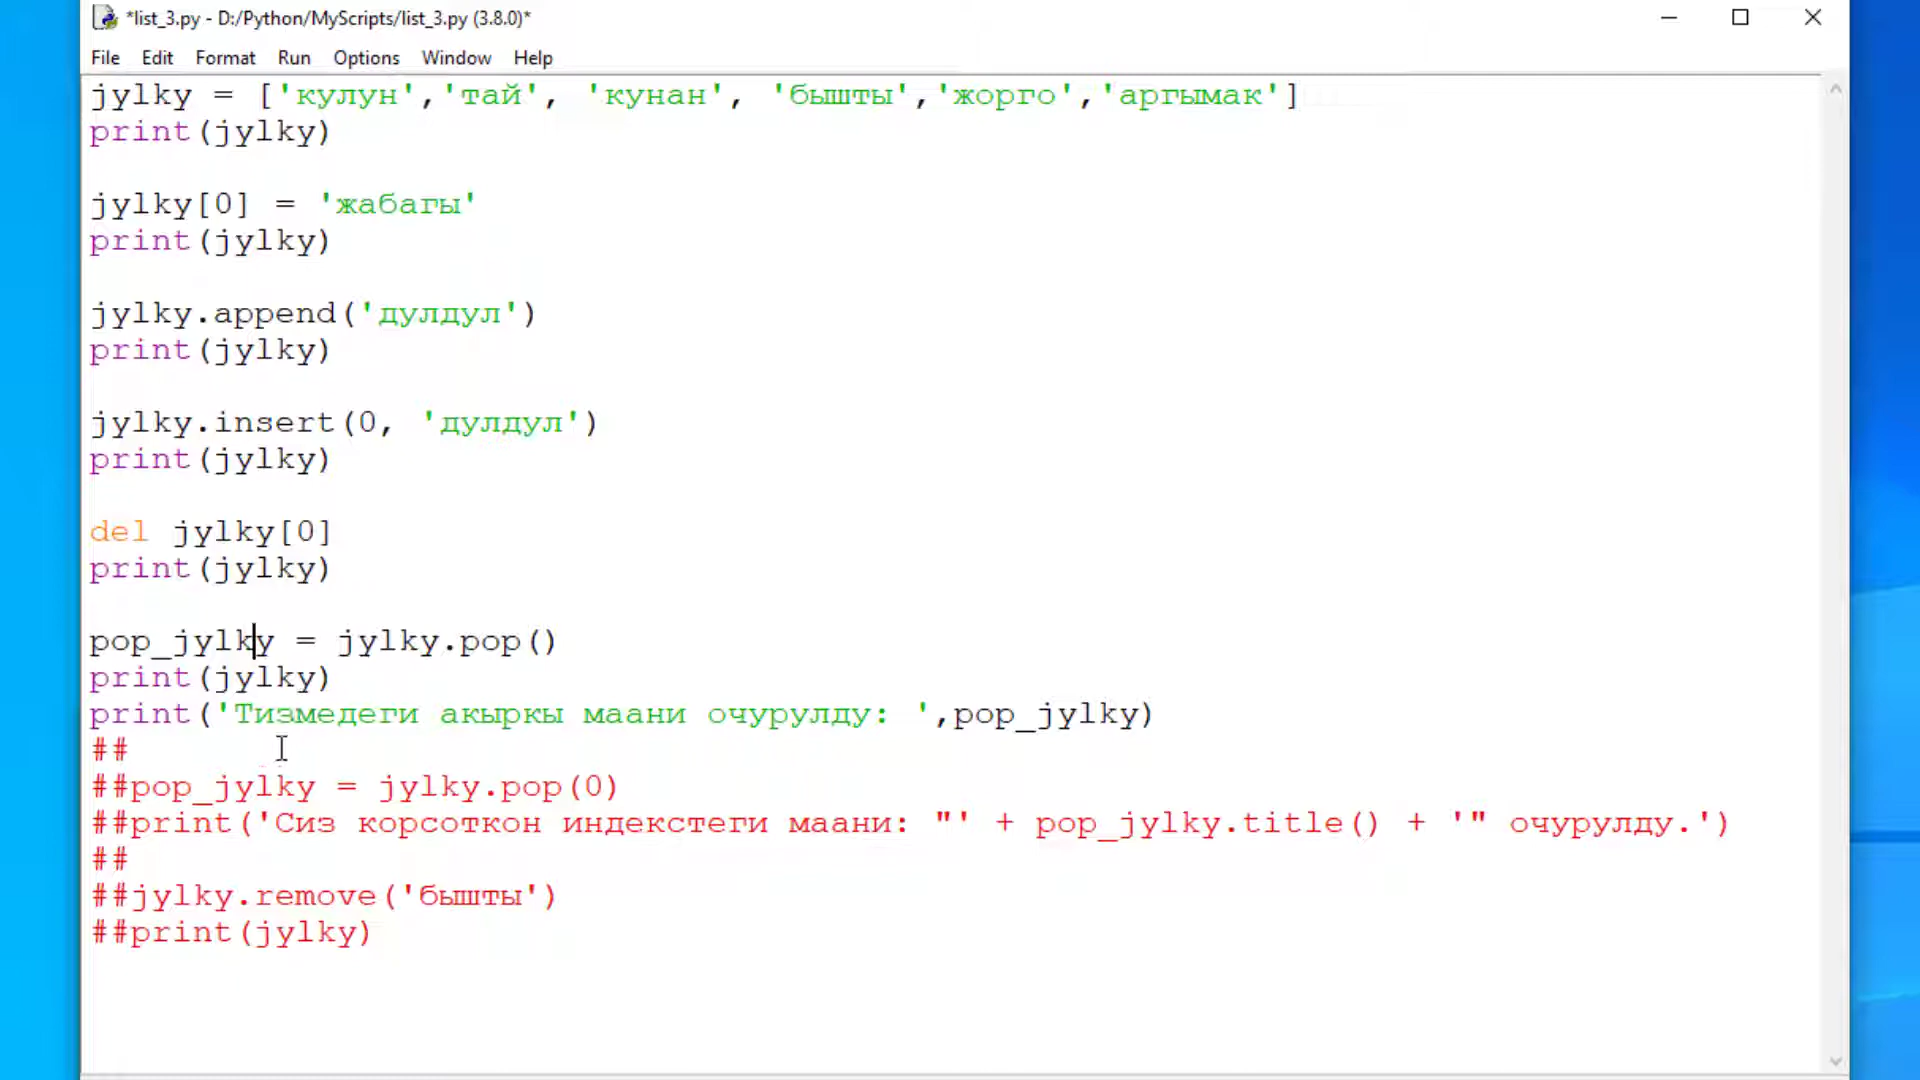 *list_3.py - D:/Python/MyScripts/list_3.py (3.8.0)*
File Edit Format Run Options Window Help
jylky = ['кулун','тай', 'кунан', 'бышты','жорго','аргымак']
print(jylky)
jylky[0] = 'жабагы'
print(jylky)
jylky.append('дулдул')
print(jylky)
jylky.insert(0, 'дулдул')
print(jylky)
del jylky[0]
print(jylky)
pop_jylky = jylky.pop()
print(jylky)
print('Тизмедеги акыркы маани очурулду: ',pop_jylky)
##
##pop_jylky = jylky.pop(0)
##print('Сиз корсоткон индекстеги маани: "' + pop_jylky.title() + '" очурулду.')
##
##jylky.remove('бышты')
##print(jylky)